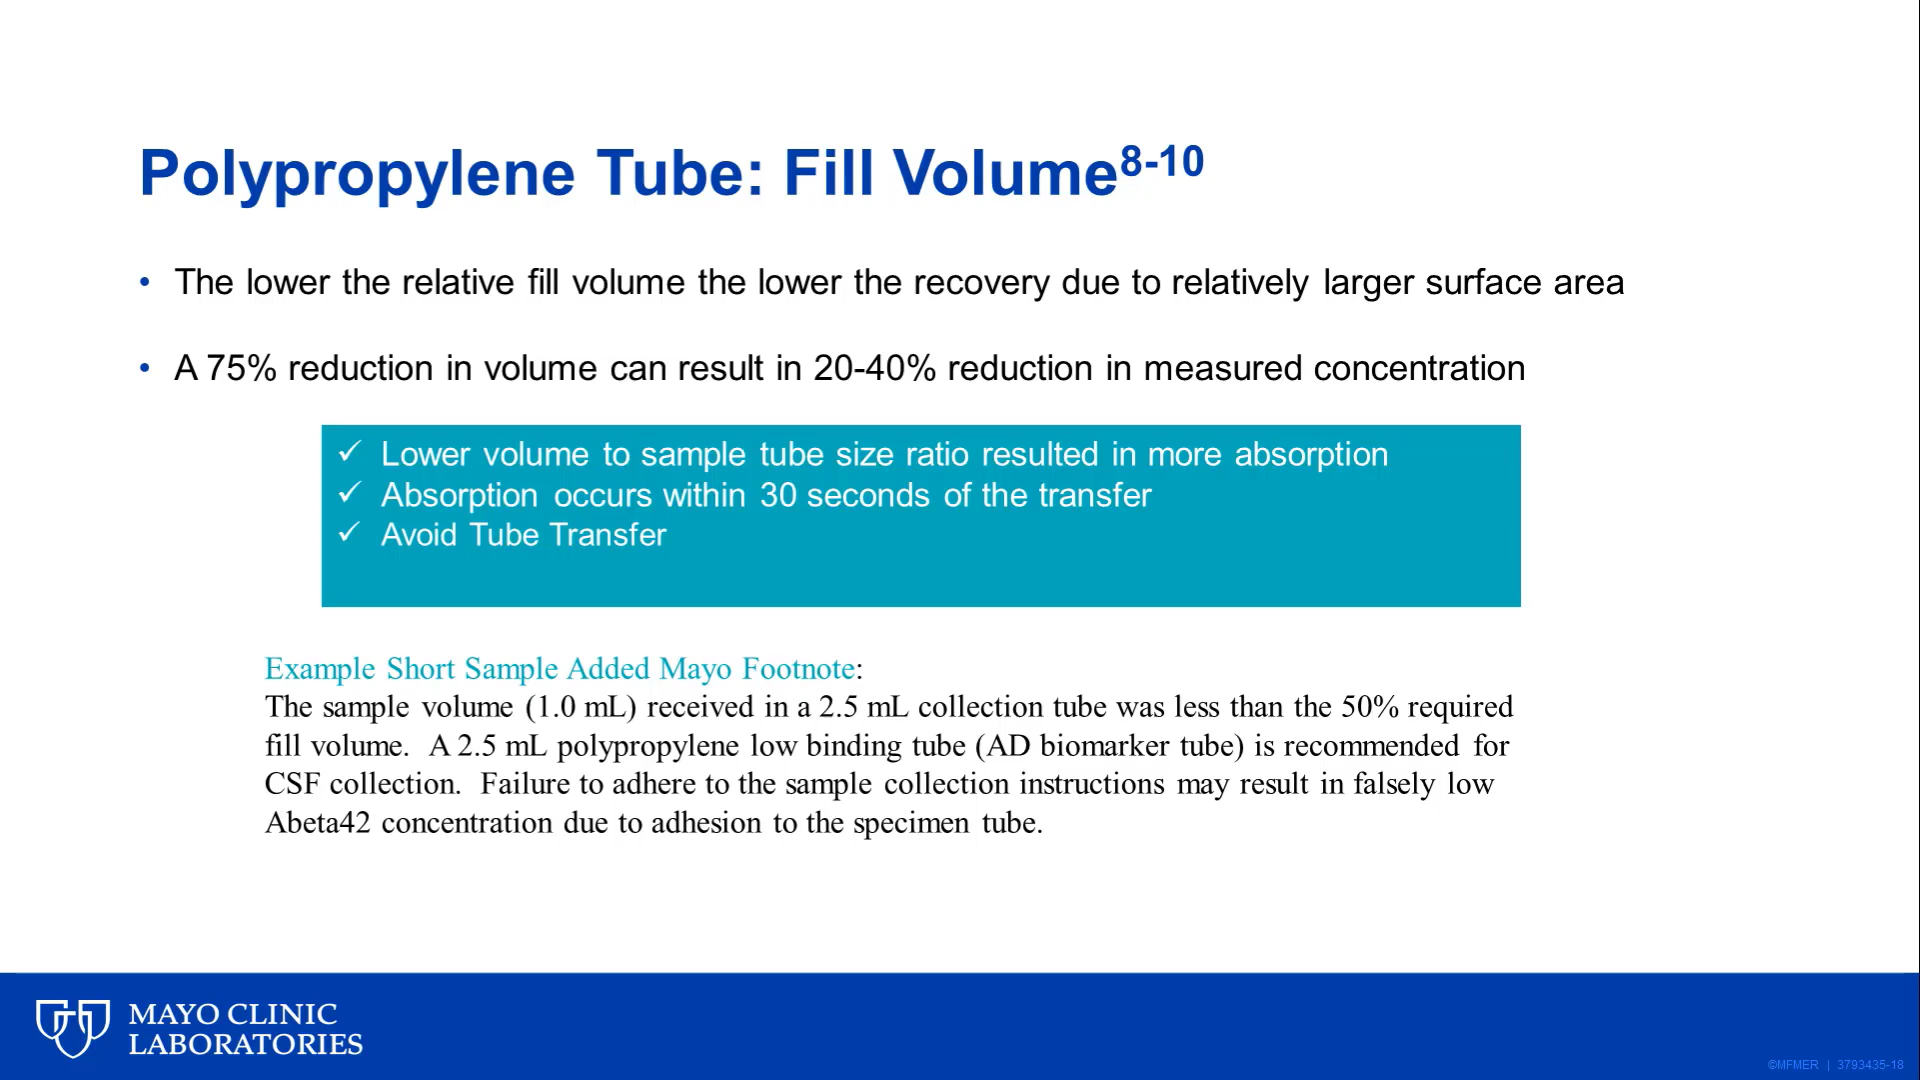 Polypropylene Tube: Fill Volume8-10
• The lower the relative fill volume the lower the recovery due to relatively larger surface area
• A 75% reduction in volume can result in 20-40% reduction in measured concentration
✓ Lower volume to sample tube size ratio resulted in more absorption
✓ Absorption occurs within 30 seconds of the transfer
✓ Avoid Tube Transfer
Example Short Sample Added Mayo Footnote:
The sample volume (1.0 mL) received in a 2.5 mL collection tube was less than the 50% required
fill volume. A 2.5 mL polypropylene low binding tube (AD biomarker tube) is recommended for
CSF collection. Failure to adhere to the sample collection instructions may result in falsely low
Abeta42 concentration due to adhesion to the specimen tube.
MAYO CLINIC
LABORATORIES
©MFMER | 3793435-18